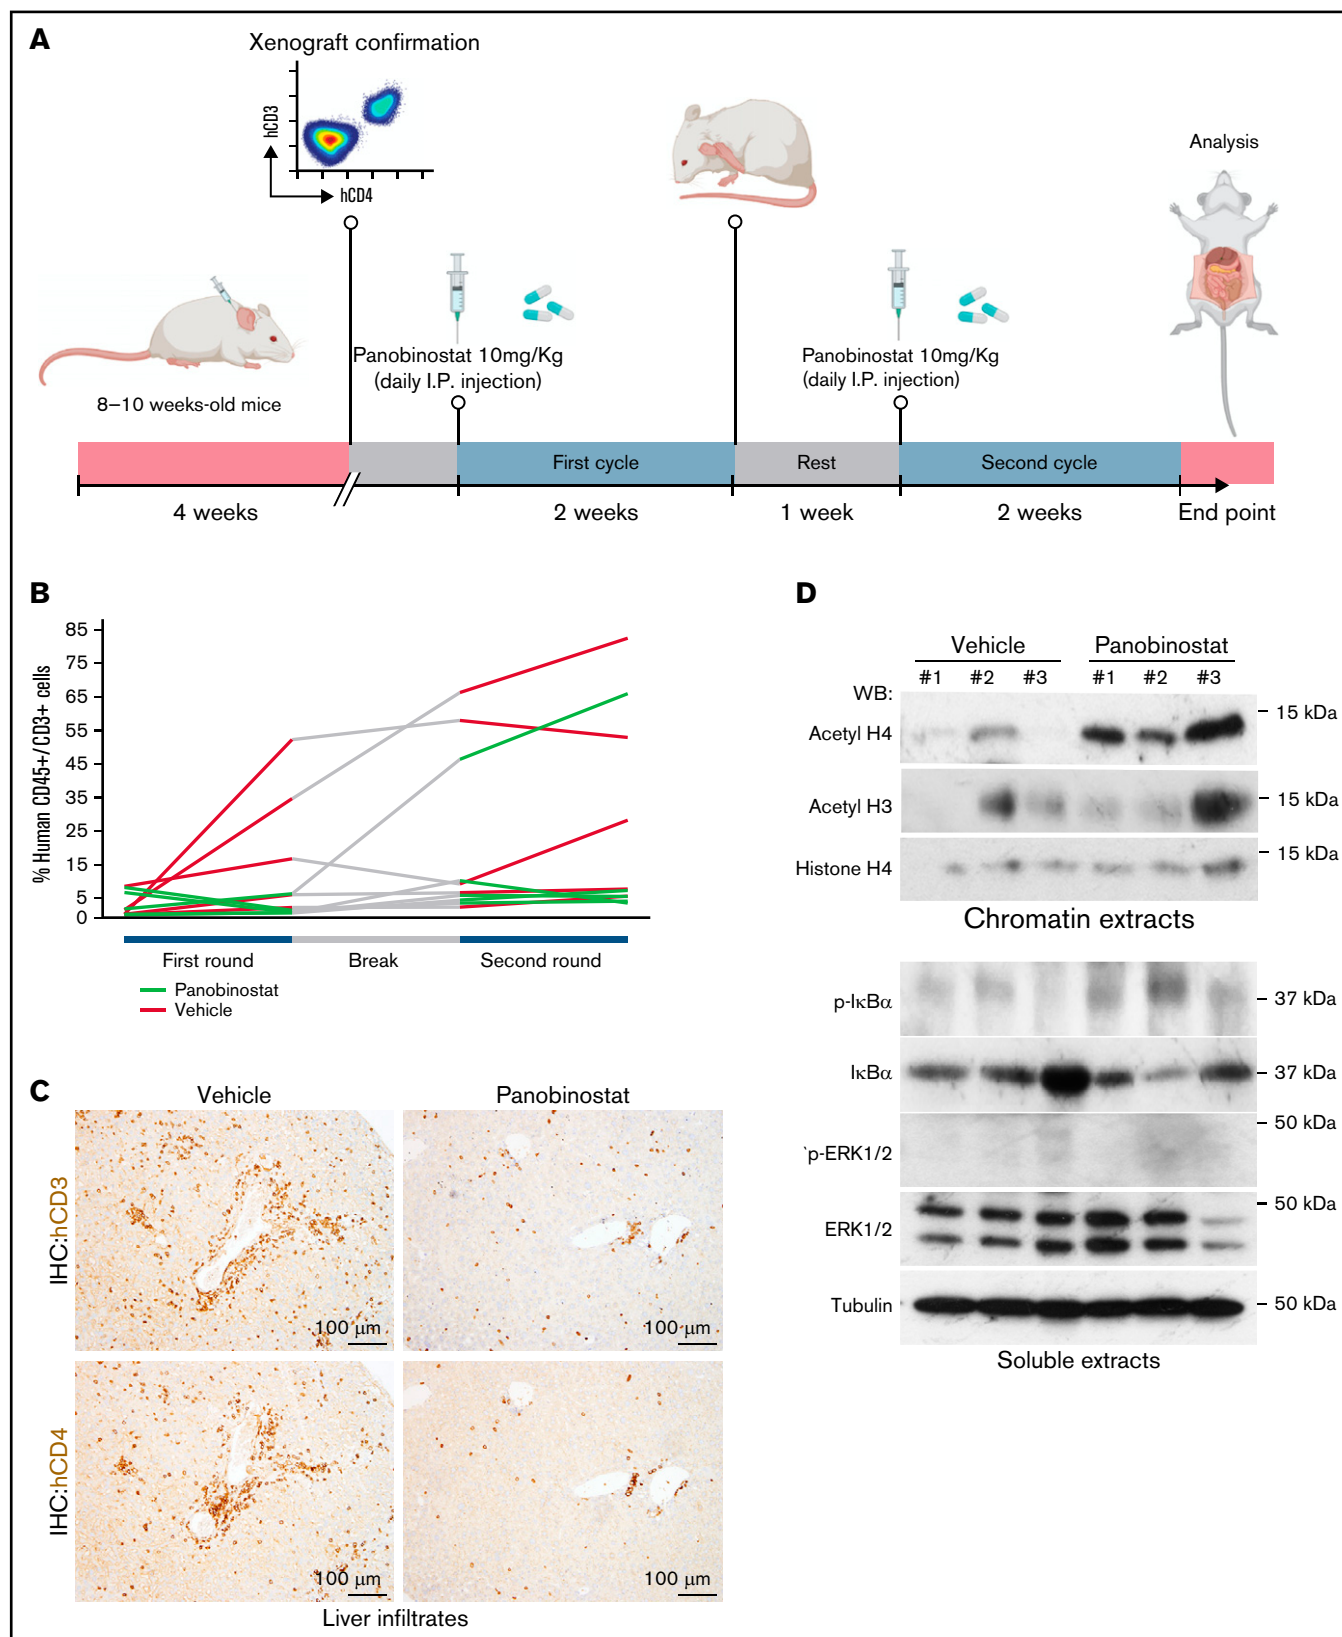 A
Xenograft confirmation
hCD3
hCD4
Analysis
Panobinostat 10mg/Kg
(daily I.P. injection)
Panobinostat 10mg/Kg
(daily I.P. injection)
8–10 weeks-old mice
First cycle
Rest
Second cycle
4 weeks
2 weeks
1 week
2 weeks
End point
B
% Human CD45+/CD3+ cells
85
75
65
55
45
35
25
15
5
0
First round
Break
Second round
Panobinostat
Vehicle
C
Vehicle
Panobinostat
IHC:hCD3
100 μm
100 μm
IHC:hCD4
100 μm
100 μm
Liver infiltrates
D
Vehicle
Panobinostat
#1 #2 #3 #1 #2 #3
WB:
Acetyl H4
15 kDa
Acetyl H3
15 kDa
Histone H4
15 kDa
Chromatin extracts
p-IκBα
37 kDa
IκBα
37 kDa
'p-ERK1/2
50 kDa
ERK1/2
50 kDa
Tubulin
50 kDa
Soluble extracts